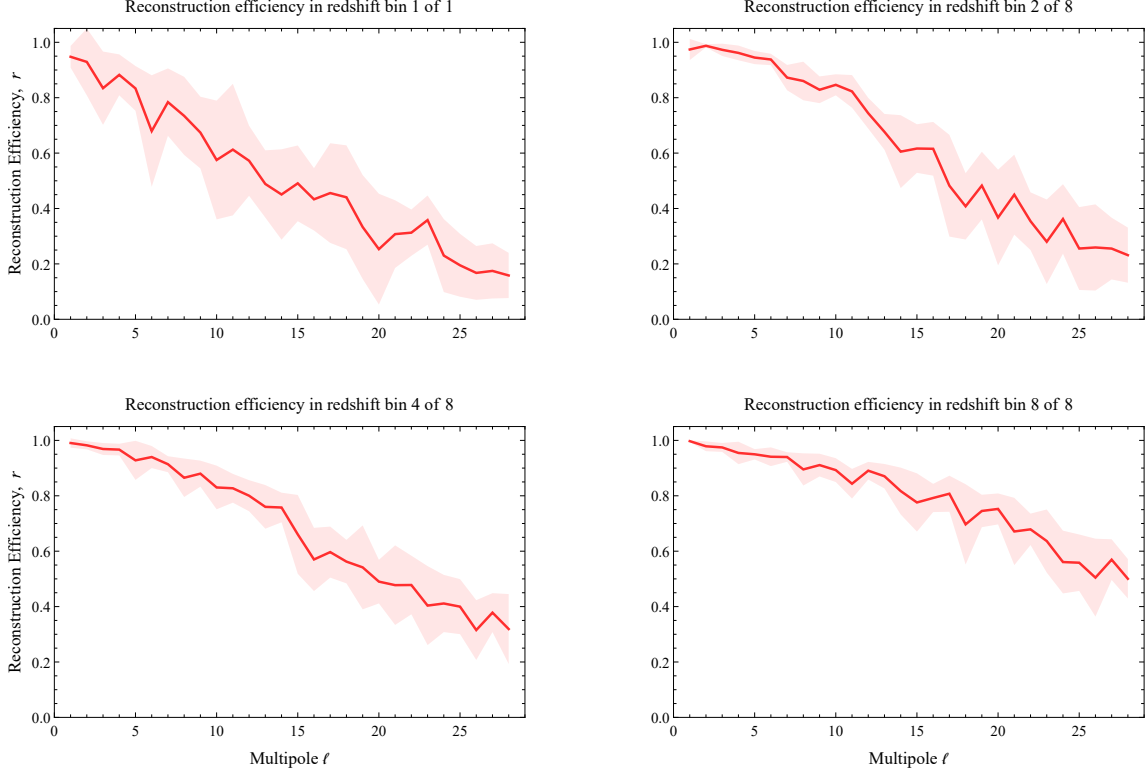 Reconstruction efficiency in redshift bin 1 of 1
Reconstruction efficiency in redshift bin 2 of 8
Reconstruction Efficiency, r
1.0
0.8
0.6
0.4
0.2
0.0
0 5 10 15 20 25
1.0
0.8
0.6
0.4
0.2
0.0
0 5 10 15 20 25
Reconstruction efficiency in redshift bin 4 of 8
Reconstruction efficiency in redshift bin 8 of 8
Reconstruction Efficiency, r
1.0
0.8
0.6
0.4
0.2
0.0
0 5 10 15 20 25
Multipole ℓ
1.0
0.8
0.6
0.4
0.2
0.0
0 5 10 15 20 25
Multipole ℓ